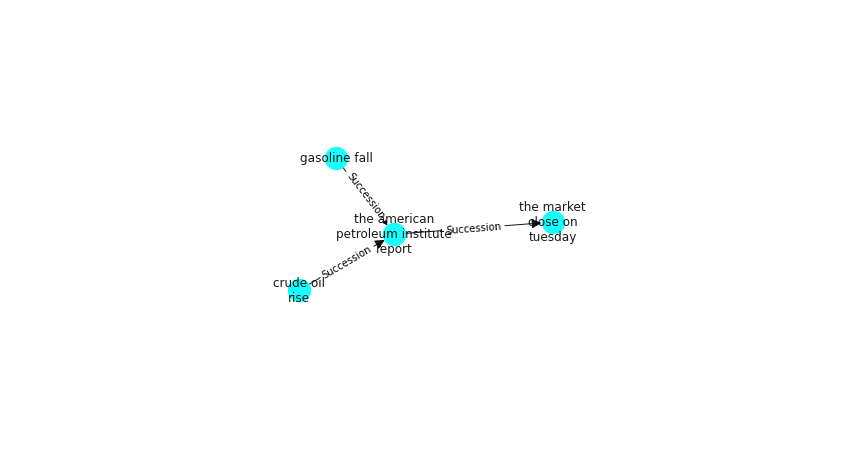 gasoline fall
Succession
the american
petroleum institute
report
Succession
the market
close on
tuesday
Succession
crude oil
rise